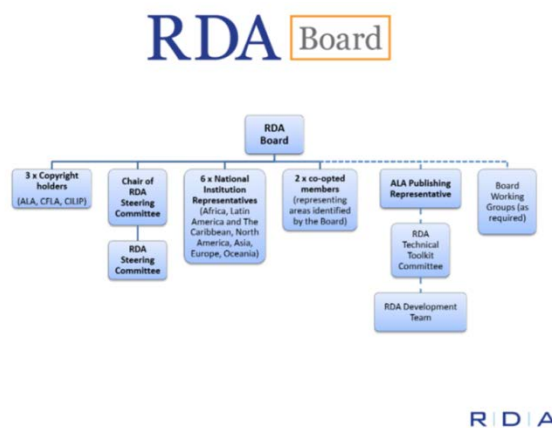 RDA Board
RDA
Board
3 x Copyright
holders
(ALA, CFLA, CILIP)
Chair of
RDA
Steering
Committee
6 x National
Institution
Representatives
(Africa, Latin
America and The
Caribbean, North
America, Asia,
Europe, Oceania)
2 x co-opted
members
(representing
areas identified
by the Board)
ALA Publishing
Representative
Board
Working
Groups (as
required)
RDA
Steering
Committee
RDA
Technical
Toolkit
Committee
RDA Development
Team
R|D|A